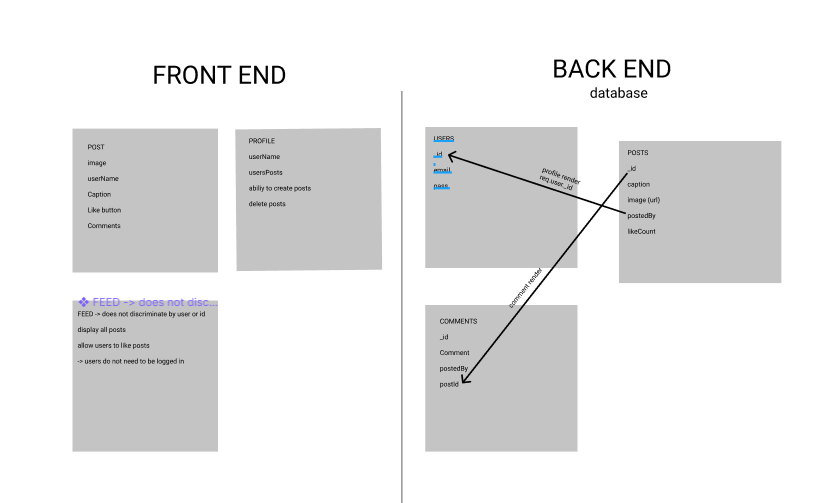 FRONT END
POST
image
userName
Caption
Like button
Comments
PROFILE
userName
usersPosts
abiliy to create posts
delete posts
FEED -> does not disc...
FEED -> does not discriminate by user or id
display all posts
allow users to like posts
-> users do not need to be logged in
BACK END
database
USERS
_id
email
pass
profile render
req.user._id
POSTS
_id
caption
image (url)
postedBy
likeCount
comment render
COMMENTS
_id
Comment
postedBy
postId